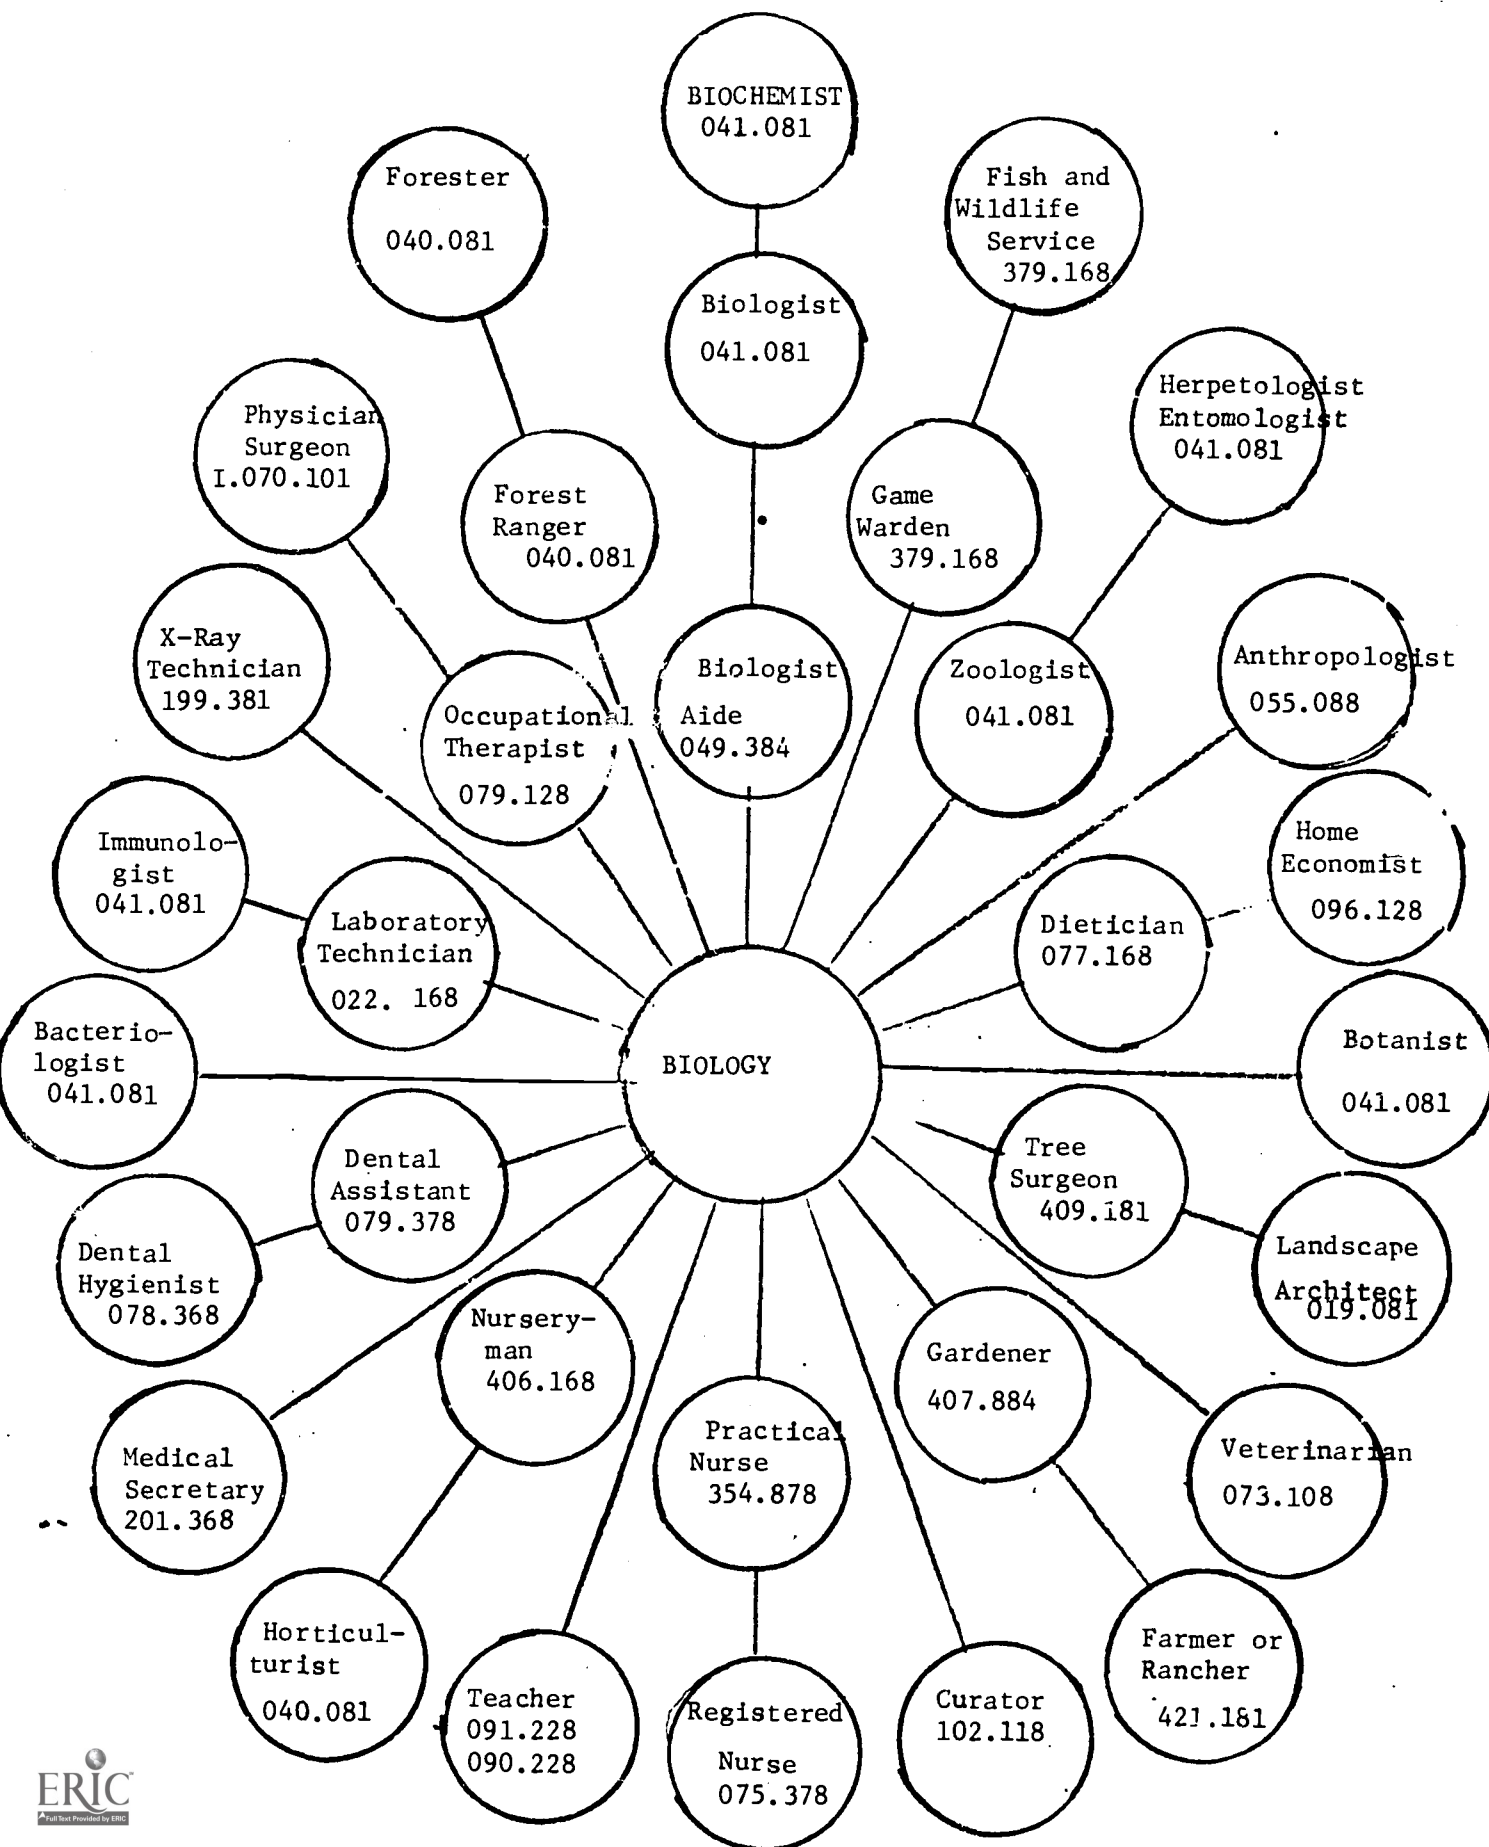 BIOCHEMIST
041.081
Forester
040.081
Fish and
Wildlife
Service
379.168
Biologist
041.081
Herpetologist
Entomologist
041.081
Physician
Surgeon
I.070.101
Forest
Ranger
040.081
Game
Warden
379.168
X-Ray
Technician
199.381
Occupational
Therapist
079.128
Biologist
Aide
049.384
Zoologist
041.081
Anthropologist
055.088
Immunolo-
gist
041.081
Laboratory
Technician
022. 168
Dietician
077.168
Home
Economist
096.128
Bacterio-
logist
041.081
BIOLOGY
Botanist
041.081
Dental
Assistant
079.378
Tree
Surgeon
409.181
Dental
Hygienist
078.368
Landscape
Architect
019.081
Nursery-
man
406.168
Gardener
407.884
Medical
Secretary
201.368
Practical
Nurse
354.878
Veterinarian
073.108
Horticul-
turist
040.081
Teacher
091.228
090.228
Registered
Nurse
075.378
Curator
102.118
Farmer or
Rancher
421.181
ERIC
Full Text Provided by ERIC